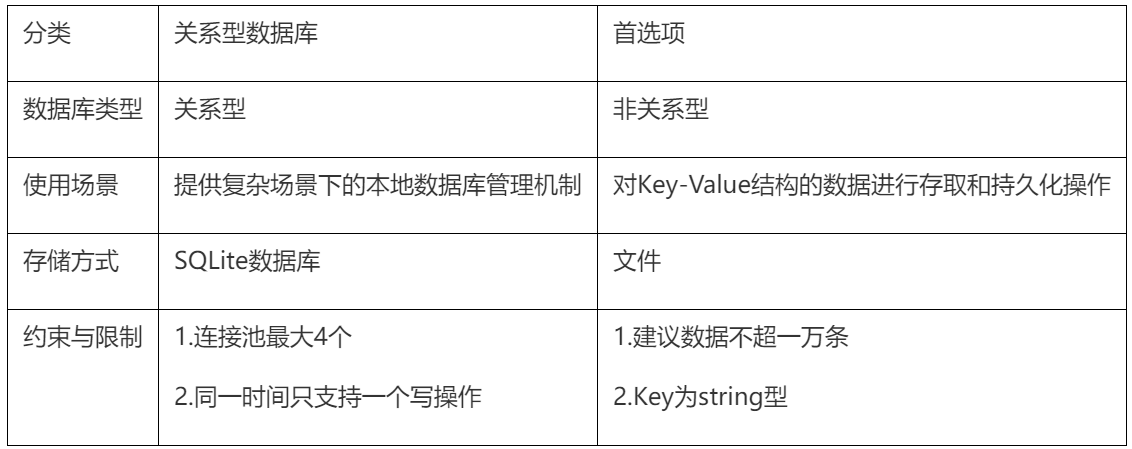 分类 关系型数据库 首选项
数据库类型 关系型 非关系型
使用场景 提供复杂场景下的本地数据库管理机制 对Key-Value结构的数据进行存取和持久化操作
存储方式 SQLite数据库 文件
约束与限制 1.连接池最大4个 1.建议数据不超一万条
2.同一时间只支持一个写操作 2.Key为string型